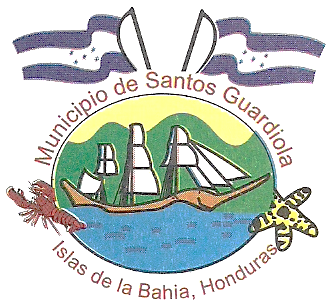 Municipio de Santos Guardiola
Islas de la Bahia, Honduras